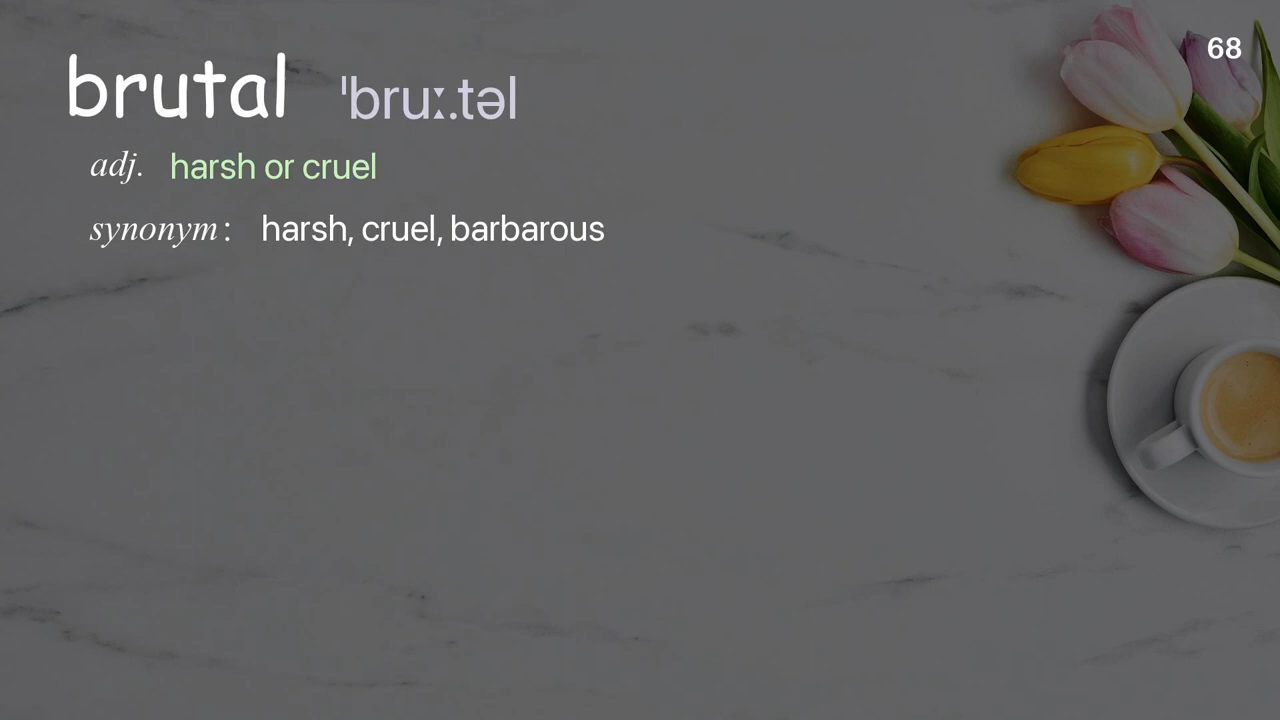 68
brutal ˈbruː.təl
adj. harsh or cruel
synonym: harsh, cruel, barbarous